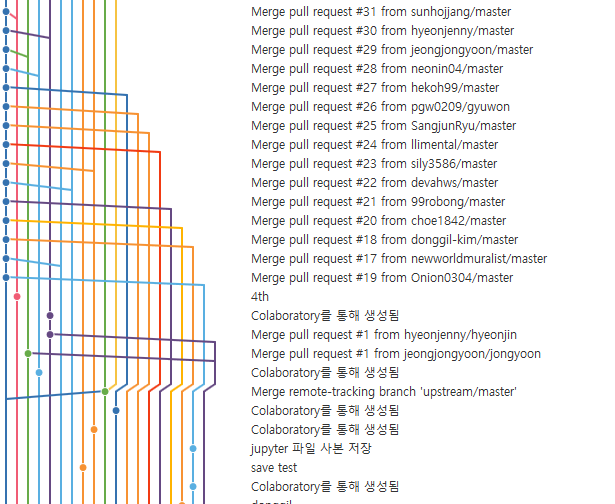 Merge pull request #31 from sunhojjang/master
Merge pull request #30 from hyeonjenny/master
Merge pull request #29 from jeongjongyoon/master
Merge pull request #28 from neonin04/master
Merge pull request #27 from hekoh99/master
Merge pull request #26 from pgw0209/gyuwon
Merge pull request #25 from SangjunRyu/master
Merge pull request #24 from llimental/master
Merge pull request #23 from sily3586/master
Merge pull request #22 from devahws/master
Merge pull request #21 from 99robong/master
Merge pull request #20 from choe1842/master
Merge pull request #18 from donggil-kim/master
Merge pull request #17 from newworldmuralist/master
Merge pull request #19 from Onion0304/master
4th
Colaboratory를 통해 생성됨
Merge pull request #1 from hyeonjenny/hyeonjin
Merge pull request #1 from jeongjongyoon/jongyoon
Colaboratory를 통해 생성됨
Merge remote-tracking branch 'upstream/master'
Colaboratory를 통해 생성됨
Colaboratory를 통해 생성됨
jupyter 파일 사본 저장
save test
Colaboratory를 통해 생성됨